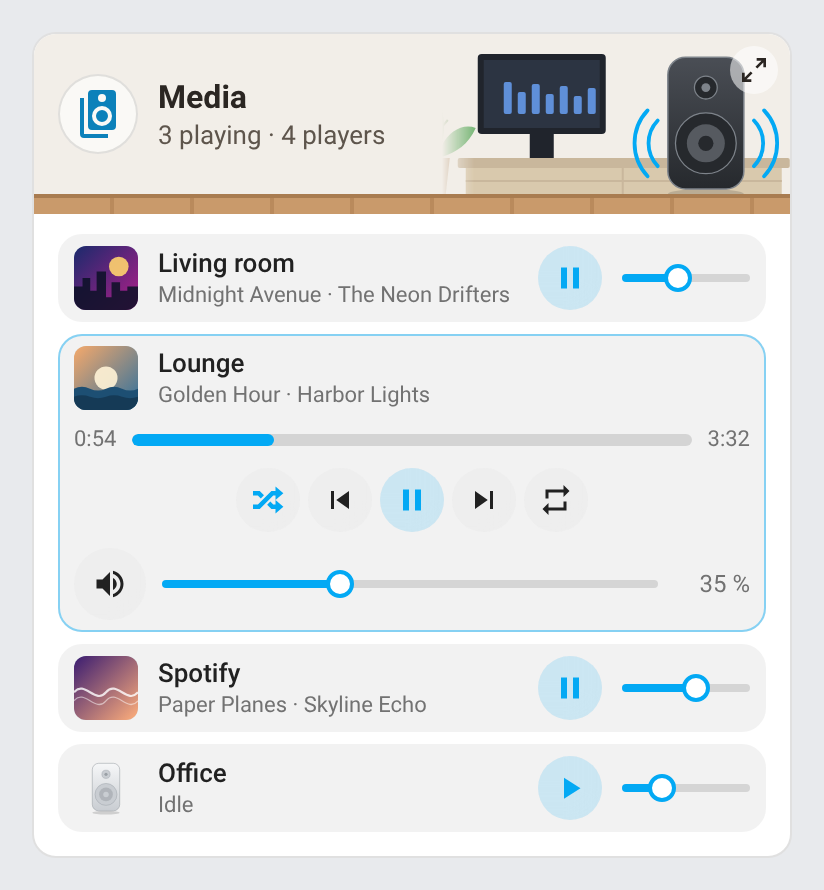 Media
3 playing · 4 players
Living room
Midnight Avenue · The Neon Drifters
Lounge
Golden Hour · Harbor Lights
0:54
3:32
35 %
Spotify
Paper Planes · Skyline Echo
Office
Idle